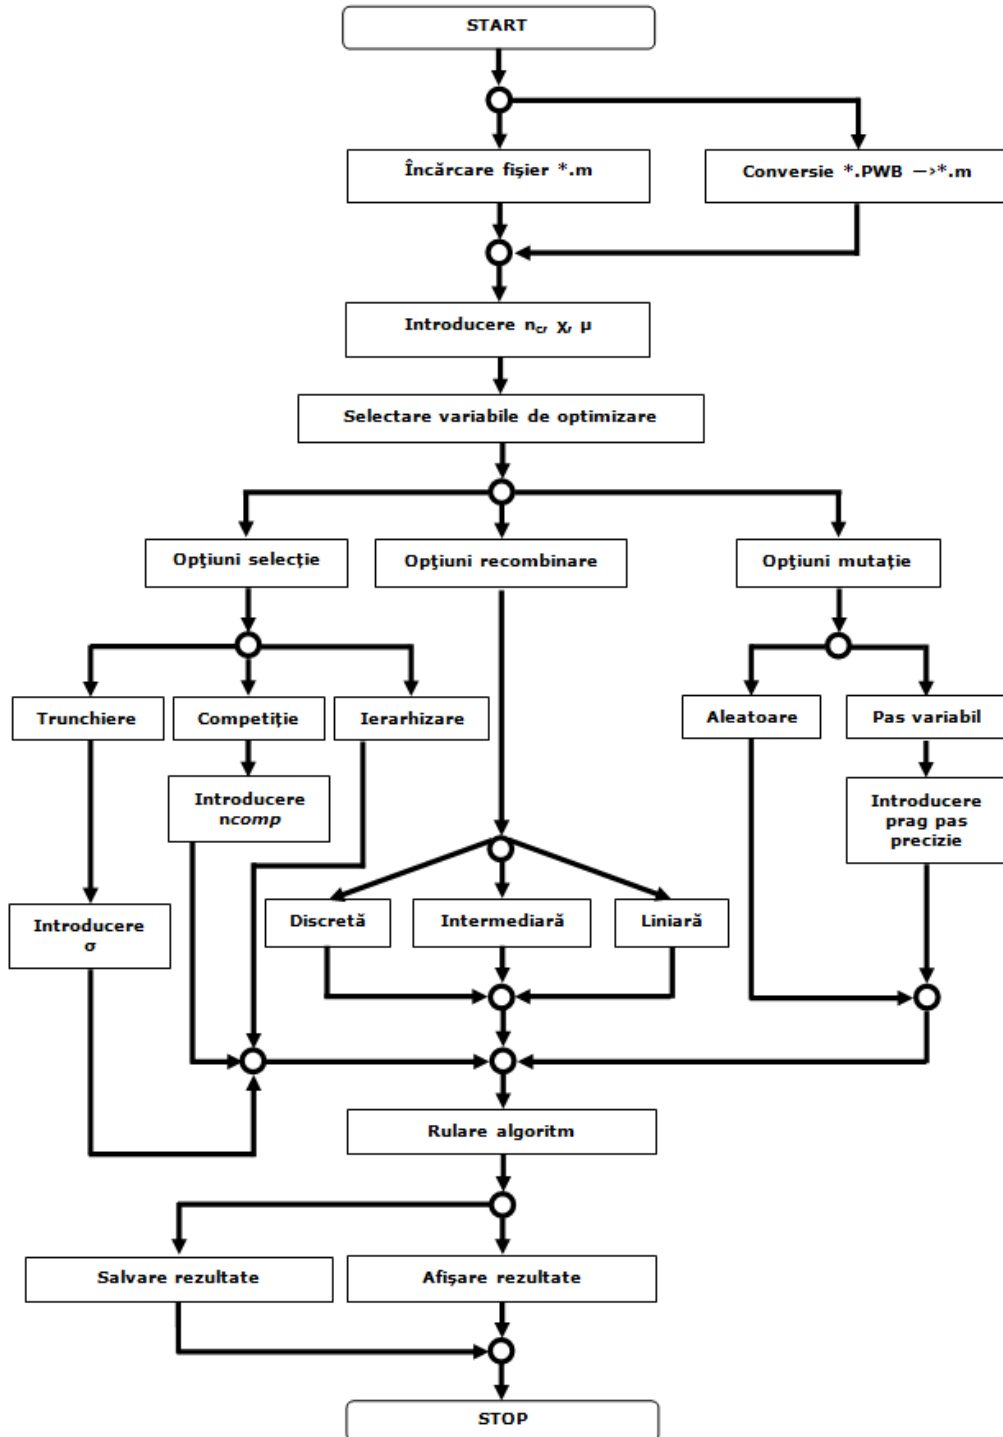 START
Încărcare fişier *.m
Conversie *.PWB —›*.m
Introducere nc, χ, μ
Selectare variabile de optimizare
Opţiuni selecţie
Opţiuni recombinare
Opţiuni mutaţie
Trunchiere
Competiţie
Ierarhizare
Aleatoare
Pas variabil
Introducere
ncomp
Introducere
prag pas
precizie
Introducere
σ
Discretă
Intermediară
Liniară
Rulare algoritm
Salvare rezultate
Afişare rezultate
STOP